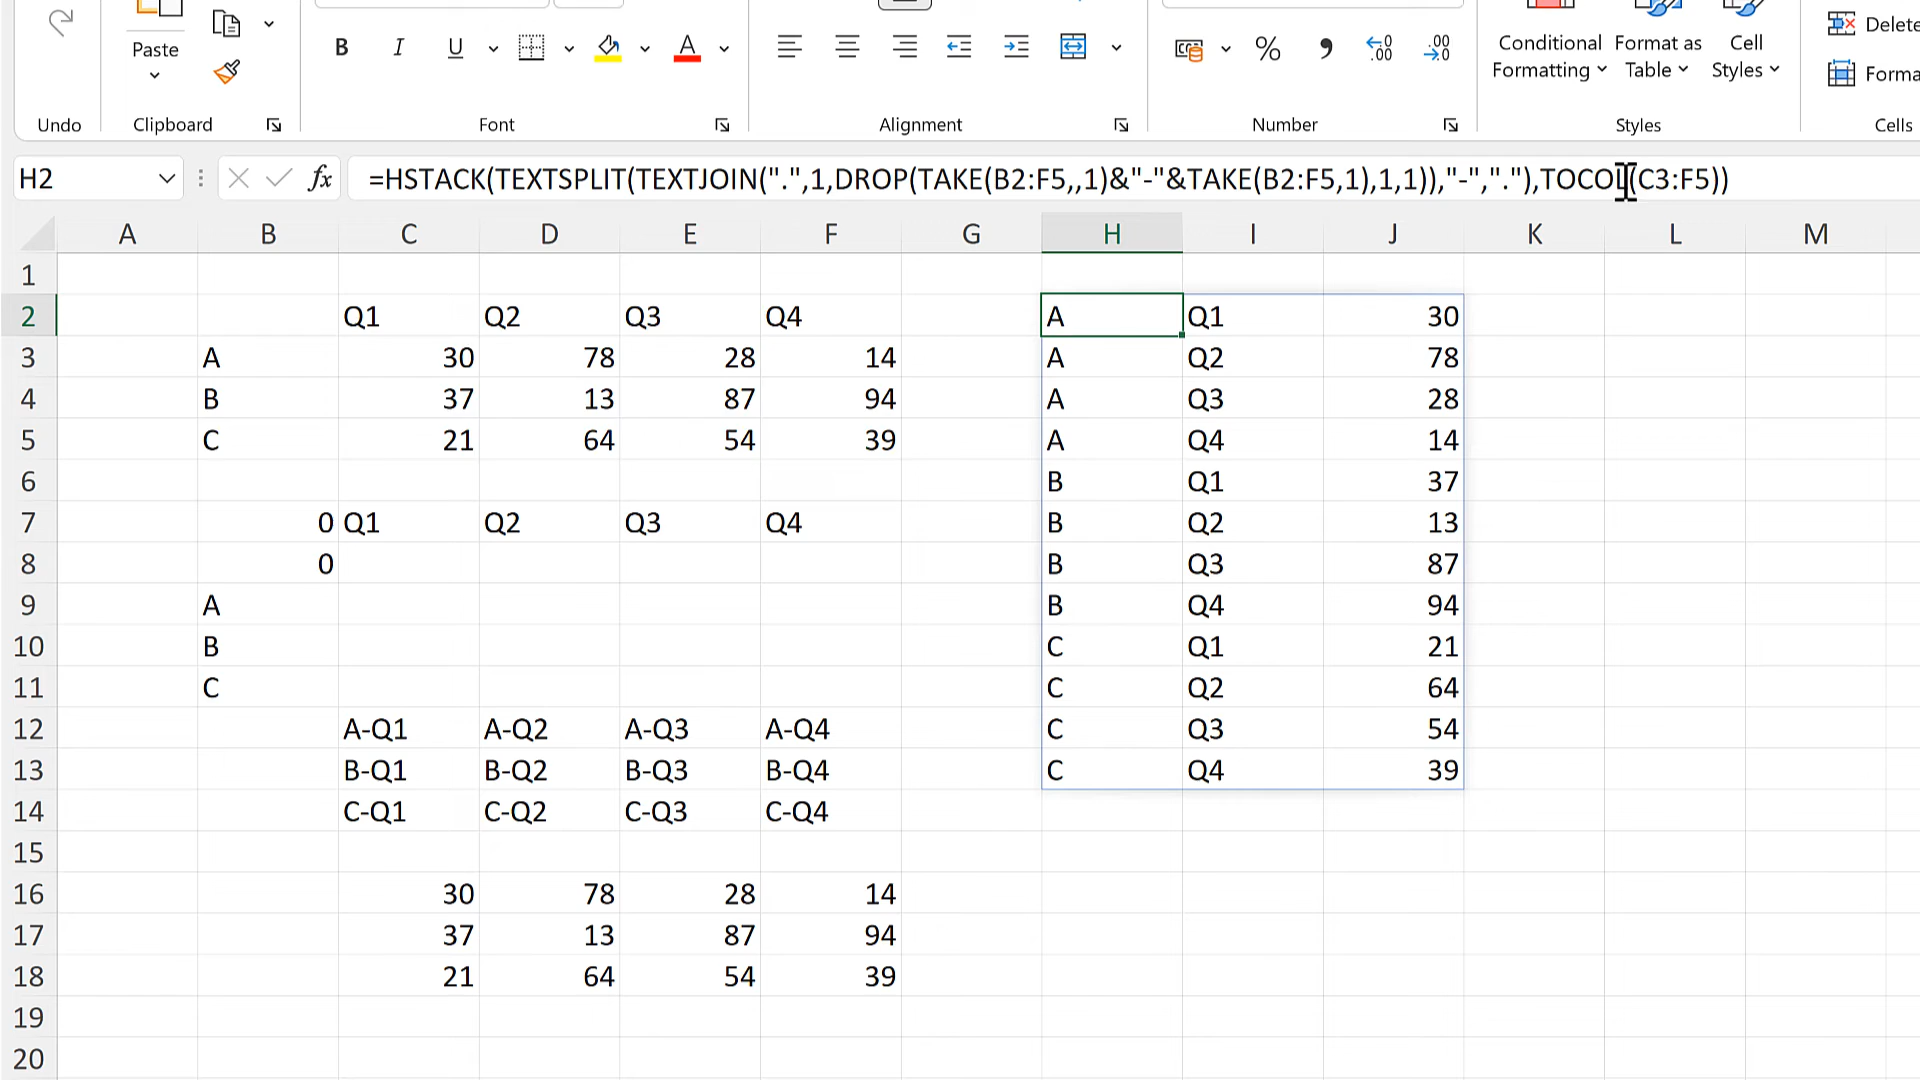 Paste
B I U A
% 9 .00
Conditional Formatting
Format as Table
Cell Styles
Delete
Forma
Undo Clipboard Font Alignment Number Styles Cells
H2 fx =HSTACK(TEXTSPLIT(TEXTJOIN(".",1,DROP(TAKE(B2:F5,,1)&"-"&TAKE(B2:F5,1),1,1)),"-","."),TOCOL(C3:F5))
A B C D E F G H I J K L M
1
2 Q1 Q2 Q3 Q4 A Q1 30
3 A 30 78 28 14 A Q2 78
4 B 37 13 87 94 A Q3 28
5 C 21 64 54 39 A Q4 14
6 B Q1 37
7 0 Q1 Q2 Q3 Q4 B Q2 13
8 0 B Q3 87
9 A B Q4 94
10 B C Q1 21
11 C C Q2 64
12 A-Q1 A-Q2 A-Q3 A-Q4 C Q3 54
13 B-Q1 B-Q2 B-Q3 B-Q4 C Q4 39
14 C-Q1 C-Q2 C-Q3 C-Q4
15
16 30 78 28 14
17 37 13 87 94
18 21 64 54 39
19
20